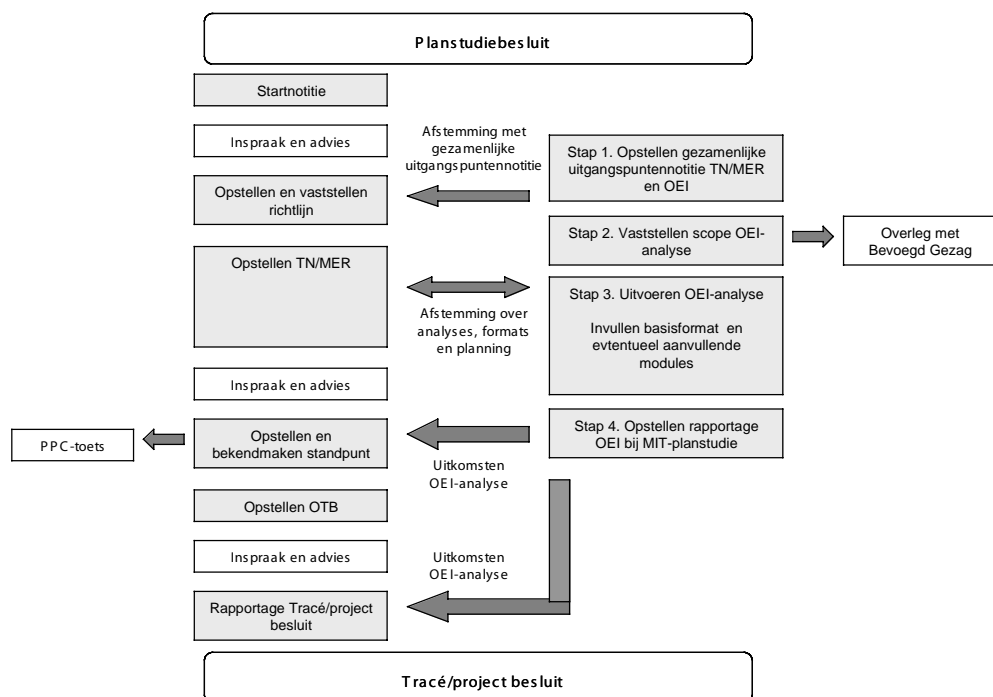 Planstudiebesluit
Startnotitie
Inspraak en advies
Afstemming met
gezamenlijke
uitgangspuntennotitie
Stap 1. Opstellen gezamenlijke
uitgangspuntennotitie TN/MER
en OEI
Opstellen en vaststellen
richtlijn
Stap 2. Vaststellen scope OEI-
analyse
Overleg met
Bevoegd Gezag
Opstellen TN/MER
Afstemming over
analyses, formats
en planning
Stap 3. Uitvoeren OEI-analyse
Invullen basisformat en
evtentueel aanvullende
modules
Inspraak en advies
PPC-toets
Opstellen en
bekendmaken standpunt
Stap 4. Opstellen rapportage
OEI bij MIT-planstudie
Uitkomsten
OEI-analyse
Opstellen OTB
Inspraak en advies
Uitkomsten
OEI-analyse
Rapportage Tracé/project
besluit
Tracé/project besluit